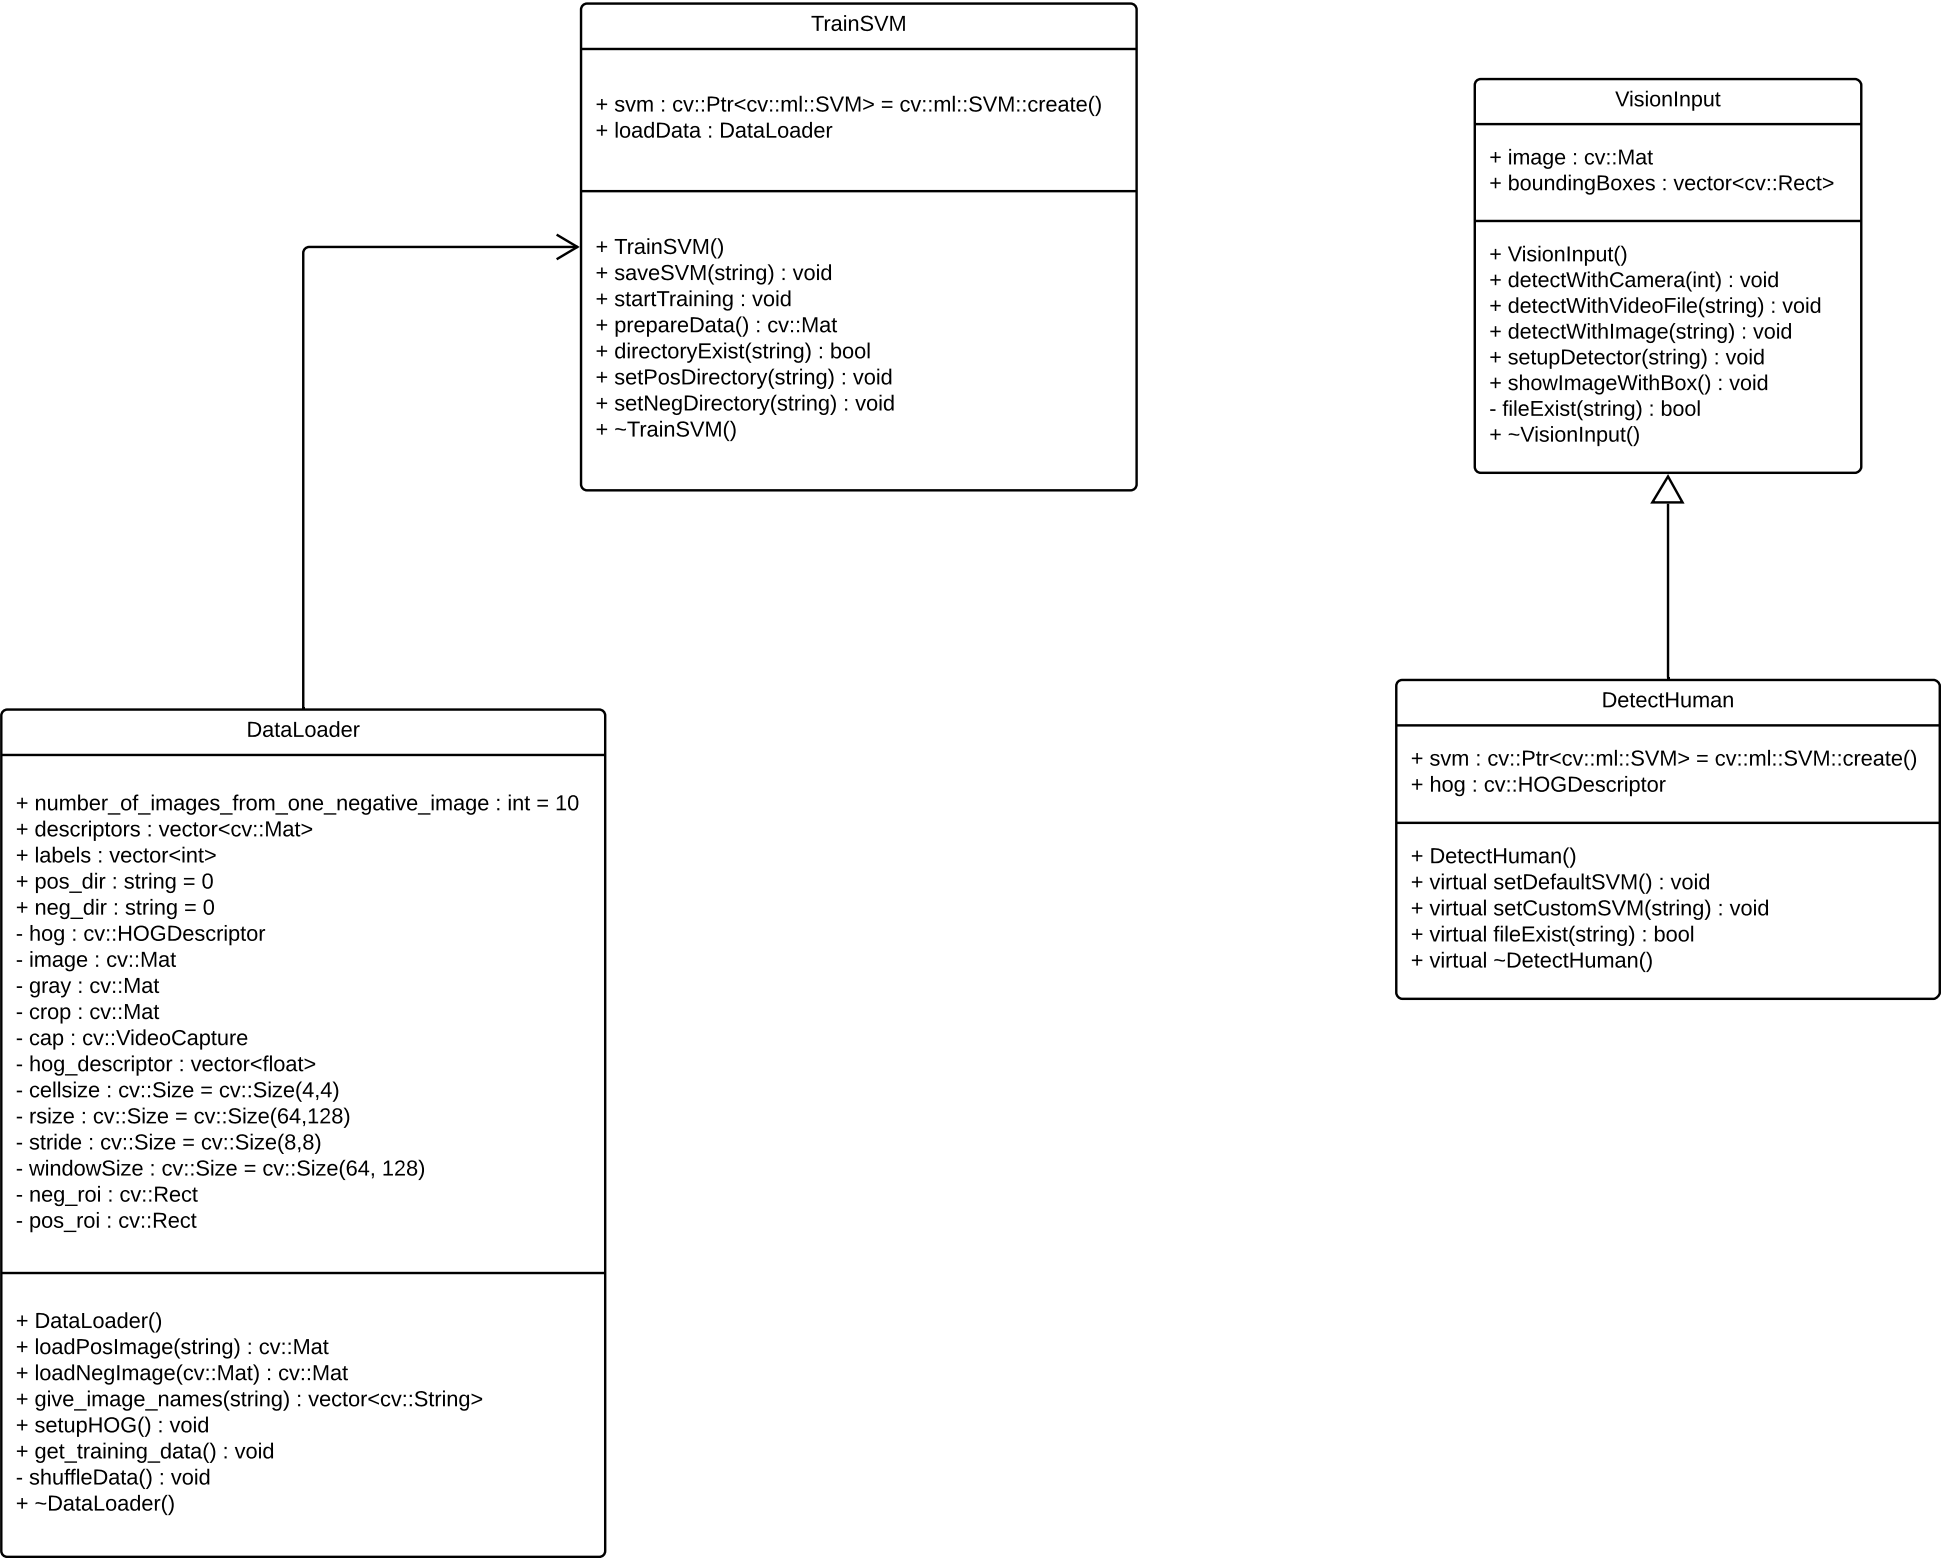 TrainSVM
+ svm : cv::Ptr<cv::ml::SVM> = cv::ml::SVM::create()
+ loadData : DataLoader
+ TrainSVM()
+ saveSVM(string) : void
+ startTraining : void
+ prepareData() : cv::Mat
+ directoryExist(string) : bool
+ setPosDirectory(string) : void
+ setNegDirectory(string) : void
+ ~TrainSVM()
VisionInput
+ image : cv::Mat
+ boundingBoxes : vector<cv::Rect>
+ VisionInput()
+ detectWithCamera(int) : void
+ detectWithVideoFile(string) : void
+ detectWithImage(string) : void
+ setupDetector(string) : void
+ showImageWithBox() : void
- fileExist(string) : bool
+ ~VisionInput()
DataLoader
+ number_of_images_from_one_negative_image : int = 10
+ descriptors : vector<cv::Mat>
+ labels : vector<int>
+ pos_dir : string = 0
+ neg_dir : string = 0
- hog : cv::HOGDescriptor
- image : cv::Mat
- gray : cv::Mat
- crop : cv::Mat
- cap : cv::VideoCapture
- hog_descriptor : vector<float>
- cellsize : cv::Size = cv::Size(4,4)
- rsize : cv::Size = cv::Size(64,128)
- stride : cv::Size = cv::Size(8,8)
- windowSize : cv::Size = cv::Size(64, 128)
- neg_roi : cv::Rect
- pos_roi : cv::Rect
+ DataLoader()
+ loadPosImage(string) : cv::Mat
+ loadNegImage(cv::Mat) : cv::Mat
+ give_image_names(string) : vector<cv::String>
+ setupHOG() : void
+ get_training_data() : void
- shuffleData() : void
+ ~DataLoader()
DetectHuman
+ svm : cv::Ptr<cv::ml::SVM> = cv::ml::SVM::create()
+ hog : cv::HOGDescriptor
+ DetectHuman()
+ virtual setDefaultSVM() : void
+ virtual setCustomSVM(string) : void
+ virtual fileExist(string) : bool
+ virtual ~DetectHuman()